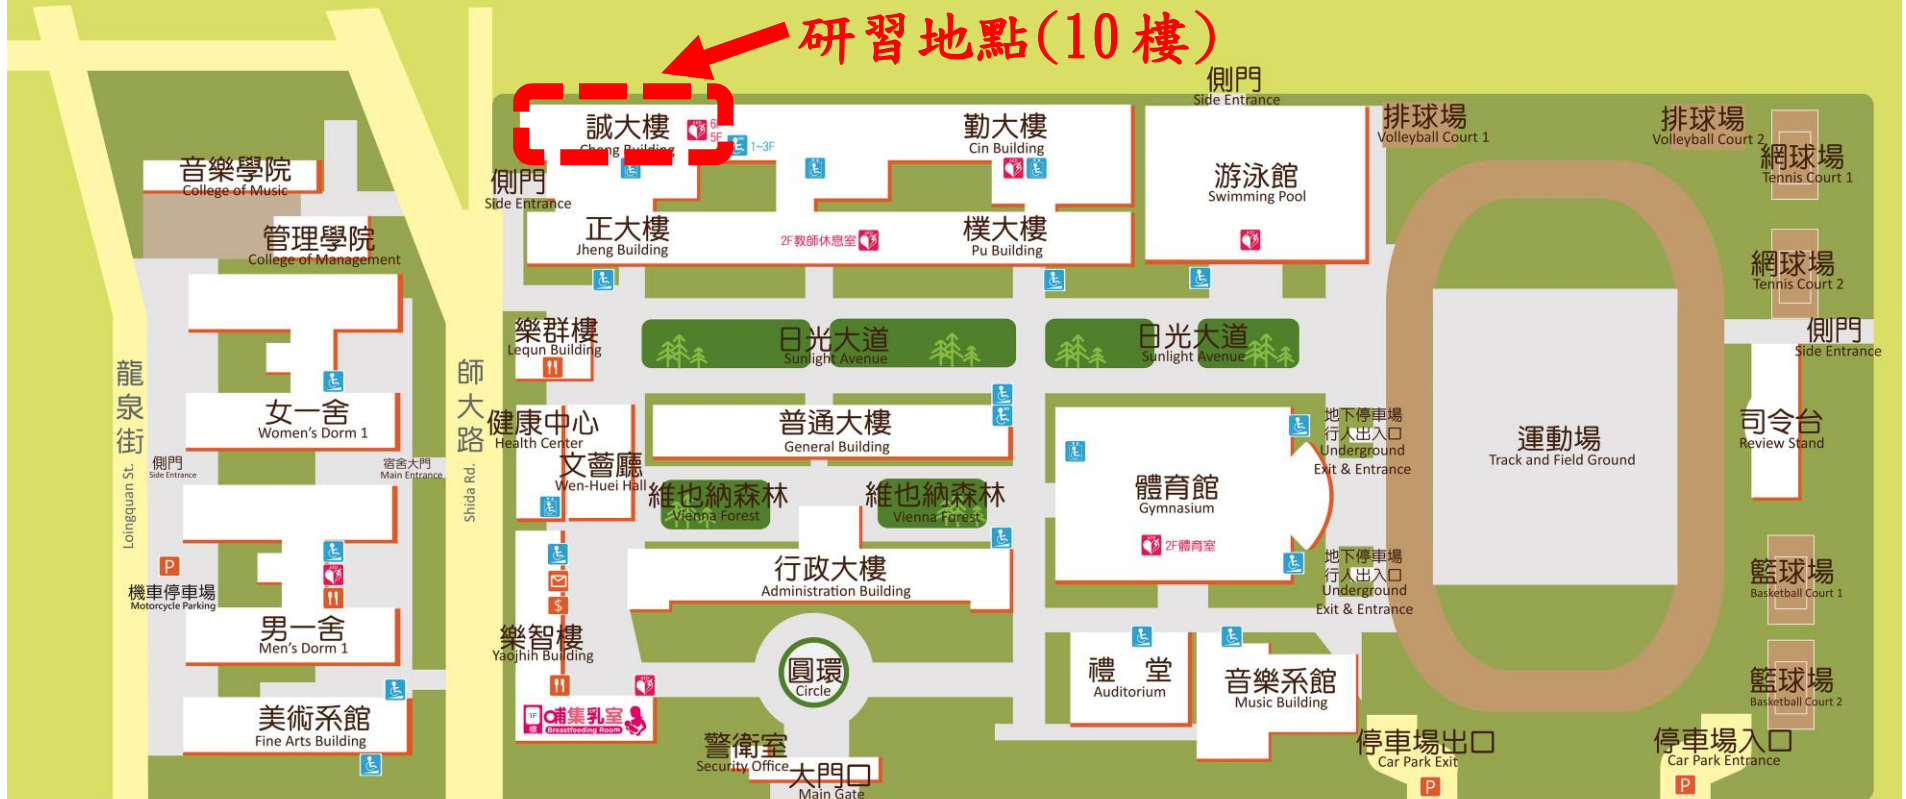 研習地點(10樓)
側門
Side Entrance
誠大樓
Cheng Building
6F
5F
1~3F
勤大樓
Cin Building
排球場
Volleyball Court 1
排球場
Volleyball Court 2
網球場
Tennis Court 1
音樂學院
College of Music
側門
Side Entrance
游泳館
Swimming Pool
管理學院
College of Management
正大樓
Jheng Building
2F教師休息室
樸大樓
Pu Building
網球場
Tennis Court 2
樂群樓
Lequn Building
日光大道
Sunlight Avenue
日光大道
Sunlight Avenue
側門
Side Entrance
龍泉街
Loingquan St.
師大路
Shida Rd.
女一舍
Women's Dorm 1
健康中心
Health Center
普通大樓
General Building
地下停車場
行人出入口
Underground
Exit & Entrance
運動場
Track and Field Ground
司令台
Review Stand
側門
Side Entrance
宿舍大門
Main Entrance
文薈廳
Wen-Huei Hall
維也納森林
Vienna Forest
維也納森林
Vienna Forest
體育館
Gymnasium
2F體育室
P
機車停車場
Motorcycle Parking
行政大樓
Administration Building
地下停車場
行人出入口
Underground
Exit & Entrance
籃球場
Basketball Court 1
$
男一舍
Men's Dorm 1
樂智樓
Yaojhih Building
圓環
Circle
禮 堂
Auditorium
音樂系館
Music Building
籃球場
Basketball Court 2
美術系館
Fine Arts Building
1F
樓
哺集乳室
Breastfeeding Room
警衛室
Security Office
大門口
Main Gate
停車場出口
Car Park Exit
P
停車場入口
Car Park Entrance
P